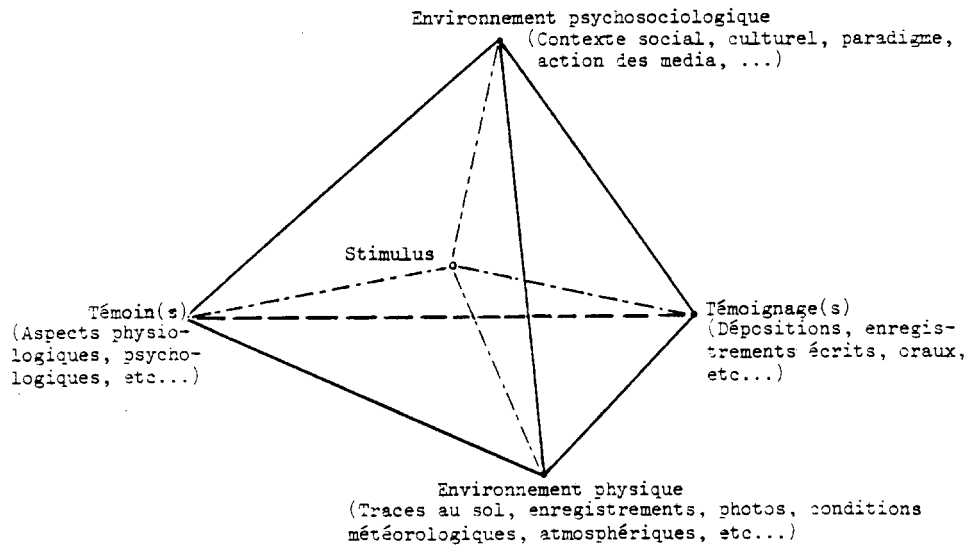 Environnement psychosociologique
(Contexte social, culturel, paradigme,
action des media, ...)
Stimulus
Témoin(s)
(Aspects physio-
logiques, psycho-
logiques, etc...)
Témoignage(s)
(Dépositions, enregis-
trements écrits, oraux,
etc...)
Environnement physique
(Traces au sol, enregistrements, photos, conditions
météorologiques, atmosphériques, etc...)